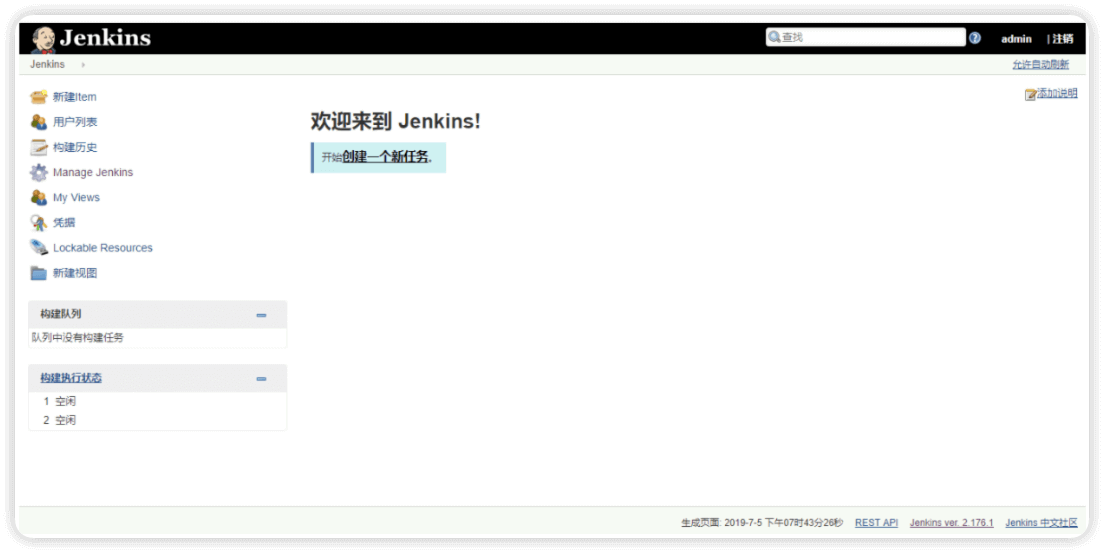 Jenkins
查找
admin | 注销
Jenkins
允许自动刷新
新建Item
用户列表
构建历史
Manage Jenkins
My Views
凭据
Lockable Resources
新建视图
构建队列
队列中没有构建任务
构建执行状态
1 空闲
2 空闲
添加说明
欢迎来到 Jenkins!
开始创建一个新任务。
生成页面: 2019-7-5 下午07时43分26秒 REST API Jenkins ver. 2.176.1 Jenkins 中文社区